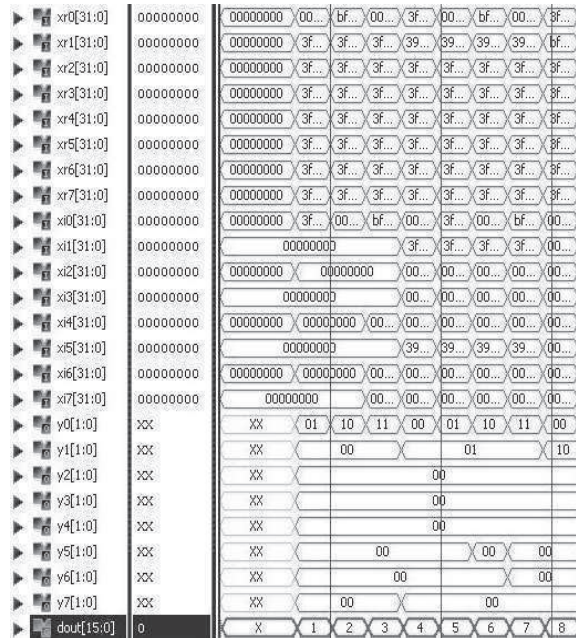 xr0[31:0] 00000000 00000000 00... bf... 00... 3f... 00... bf... 00... 3f...
xr1[31:0] 00000000 00000000 3f... 3f... 3f... 39... 39... 39... 39... bf...
xr2[31:0] 00000000 00000000 3f... 3f... 3f... 3f... 3f... 3f... 3f... 3f...
xr3[31:0] 00000000 00000000 3f... 3f... 3f... 3f... 3f... 3f... 3f... 3f...
xr4[31:0] 00000000 00000000 3f... 3f... 3f... 3f... 3f... 3f... 3f... 3f...
xr5[31:0] 00000000 00000000 3f... 3f... 3f... 3f... 3f... 3f... 3f... 3f...
xr6[31:0] 00000000 00000000 3f... 3f... 3f... 3f... 3f... 3f... 3f... 3f...
xr7[31:0] 00000000 00000000 3f... 3f... 3f... 3f... 3f... 3f... 3f... 3f...
xi0[31:0] 00000000 00000000 3f... 00... bf... 00... 3f... 00... bf... 00...
xi1[31:0] 00000000 00000000 3f... 3f... 3f... 3f... 00...
xi2[31:0] 00000000 00000000 00000000 00... 00... 00... 00... 00...
xi3[31:0] 00000000 00000000 00... 00... 00... 00... 00...
xi4[31:0] 00000000 00000000 00000000 00... 00... 00... 00... 00... 00...
xi5[31:0] 00000000 00000000 39... 39... 39... 39... 00...
xi6[31:0] 00000000 00000000 00000000 00... 00... 00... 00... 00... 00...
xi7[31:0] 00000000 00000000 00... 00... 00... 00... 00... 00...
y0[1:0] XX XX 01 10 11 00 01 10 11 00
y1[1:0] XX XX 00 01 10
y2[1:0] XX XX 00
y3[1:0] XX XX 00
y4[1:0] XX XX 00
y5[1:0] XX XX 00 00 00
y6[1:0] XX XX 00 00
y7[1:0] XX XX 00 00
dout[15:0] 0 X 1 2 3 4 5 6 7 8